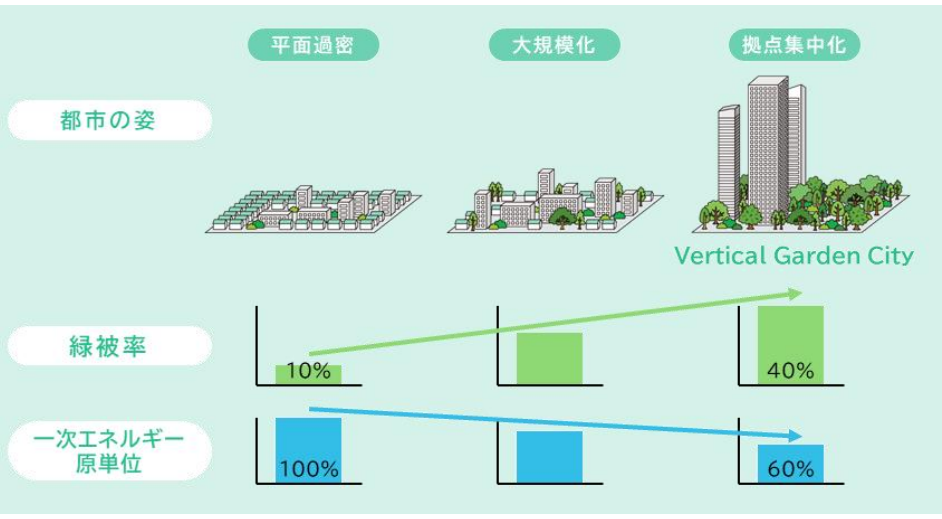 平面過密
大規模化
拠点集中化
都市の姿
Vertical Garden City
緑被率
10%
40%
一次エネルギー
原単位
100%
60%